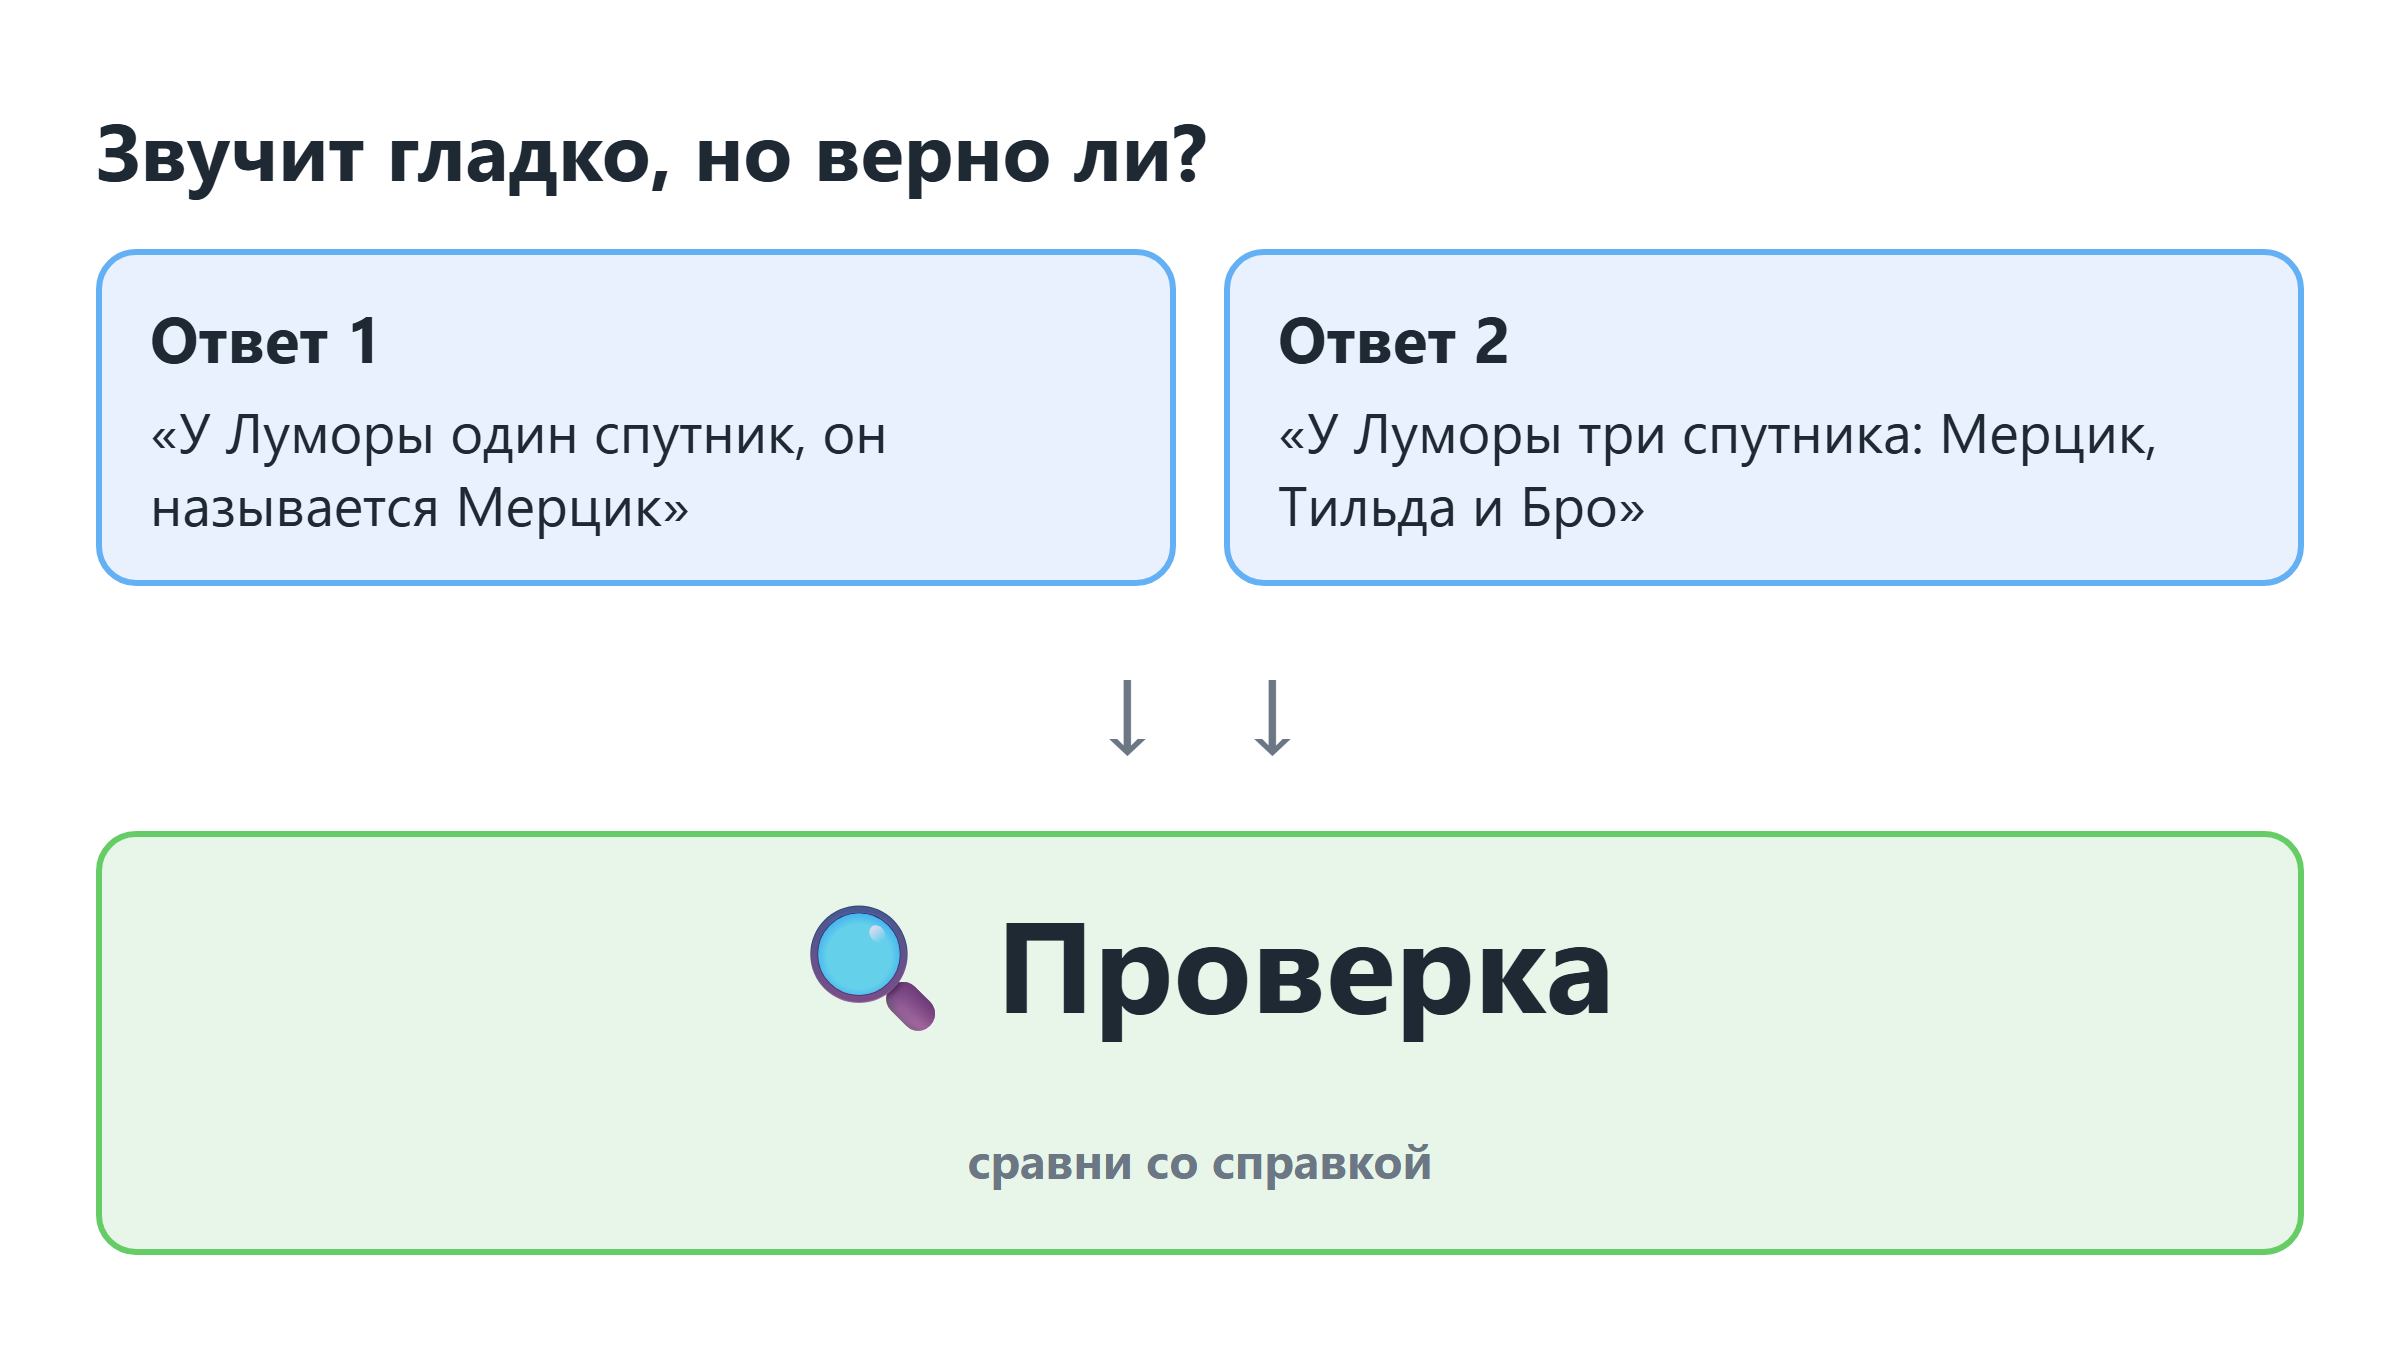 Звучит гладко, но верно ли?
Ответ 1
«У Луморы один спутник, он
называется Мерцик»
Ответ 2
«У Луморы три спутника: Мерцик,
Тильда и Бро»
↓ ↓
Проверка
сравни со справкой